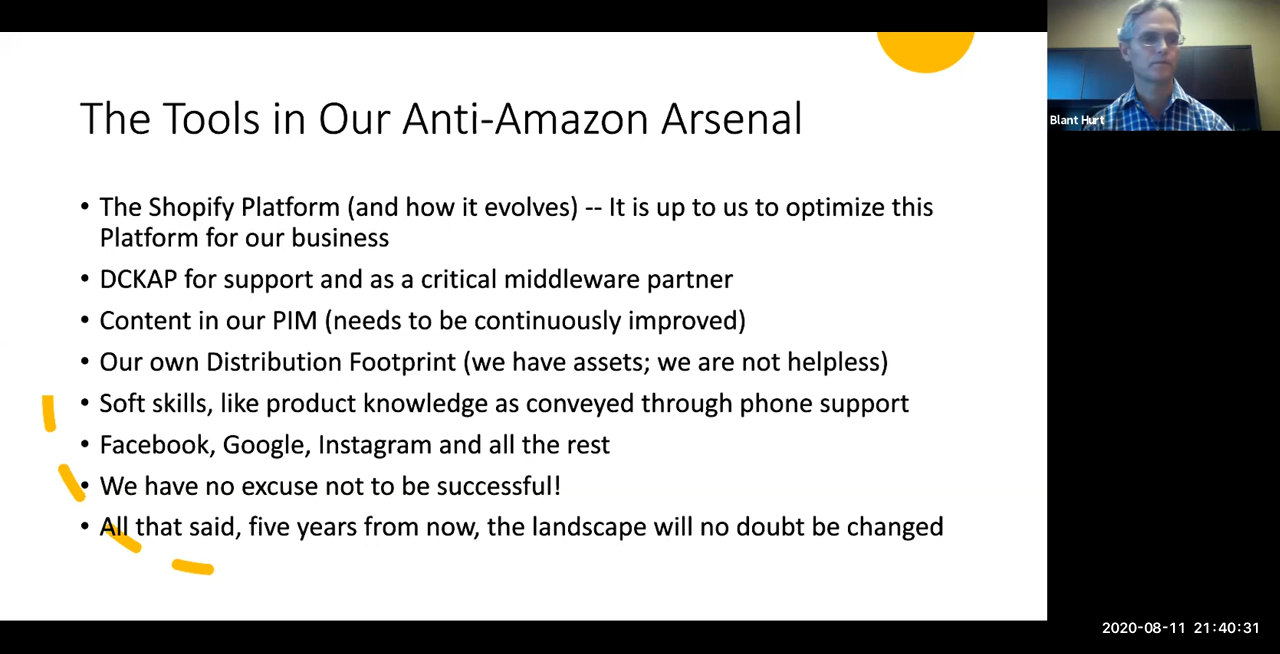 The Tools in Our Anti-Amazon Arsenal
• The Shopify Platform (and how it evolves) -- It is up to us to optimize this
Platform for our business
• DCKAP for support and as a critical middleware partner
• Content in our PIM (needs to be continuously improved)
• Our own Distribution Footprint (we have assets; we are not helpless)
• Soft skills, like product knowledge as conveyed through phone support
• Facebook, Google, Instagram and all the rest
• We have no excuse not to be successful!
• All that said, five years from now, the landscape will no doubt be changed
Blant Hurt
2020-08-11 21:40:31